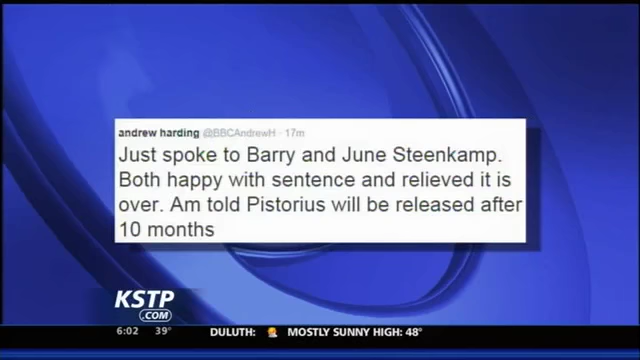 andrew harding @BBCAndrewH · 17m
Just spoke to Barry and June Steenkamp.
Both happy with sentence and relieved it is
over. Am told Pistorius will be released after
10 months
KSTP
.COM
6:02 39° DULUTH: MOSTLY SUNNY HIGH: 48°